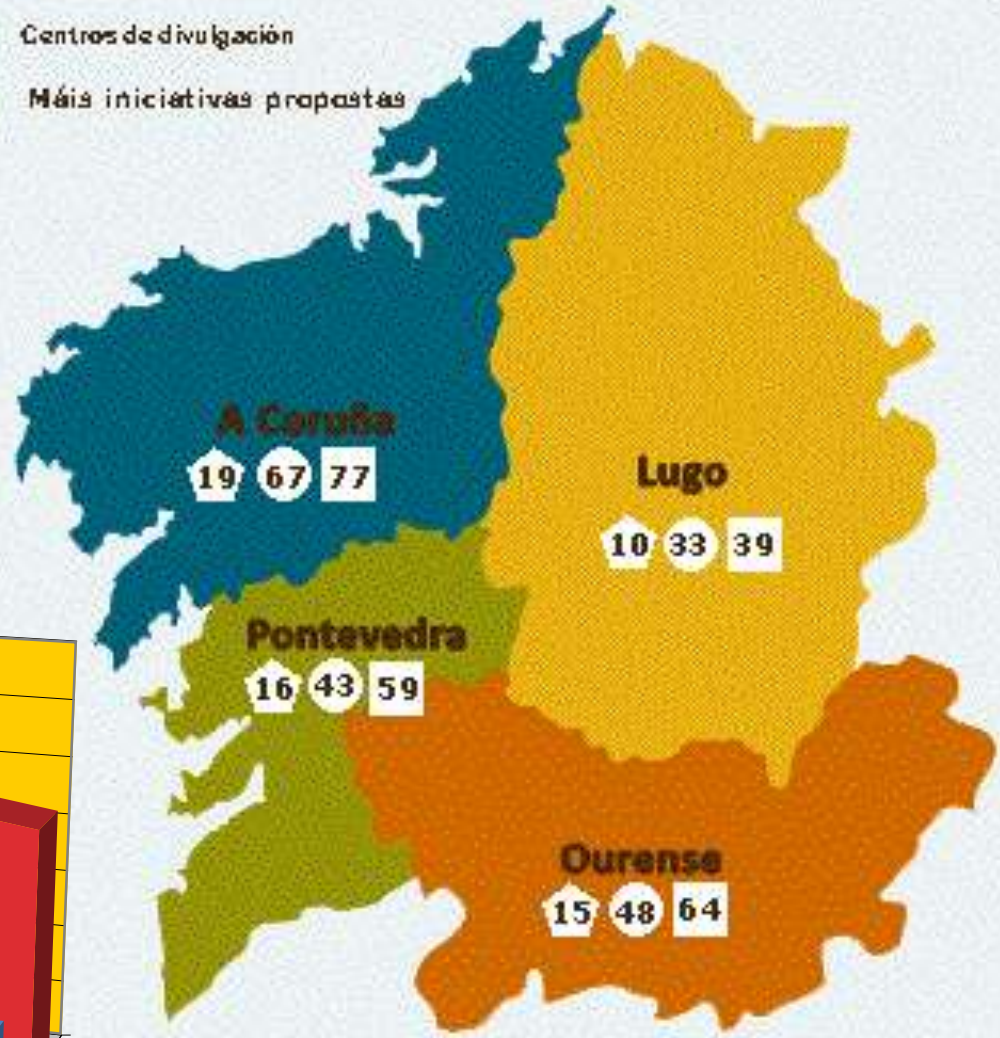 Centros de divulgación
Máis iniciativas propostas
A Coruña
19 67 77
Lugo
10 33 39
Pontevedra
16 43 59
Ourense
15 48 64